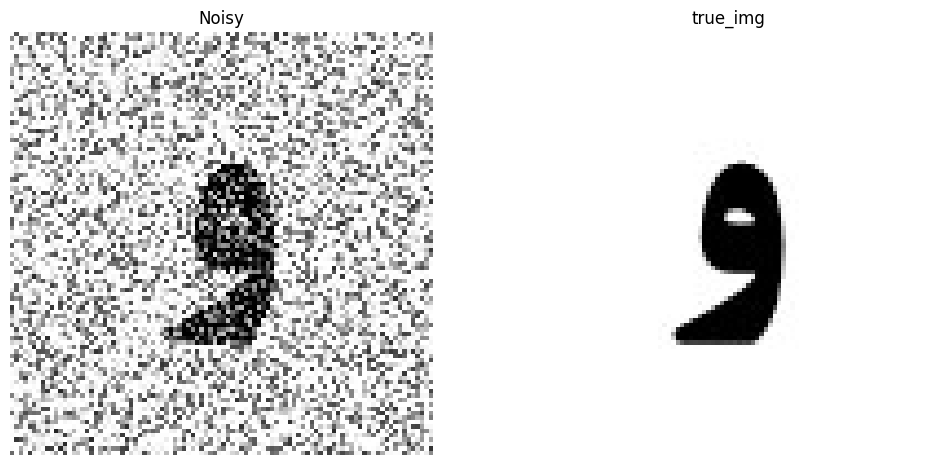 Noisy true_img
و و